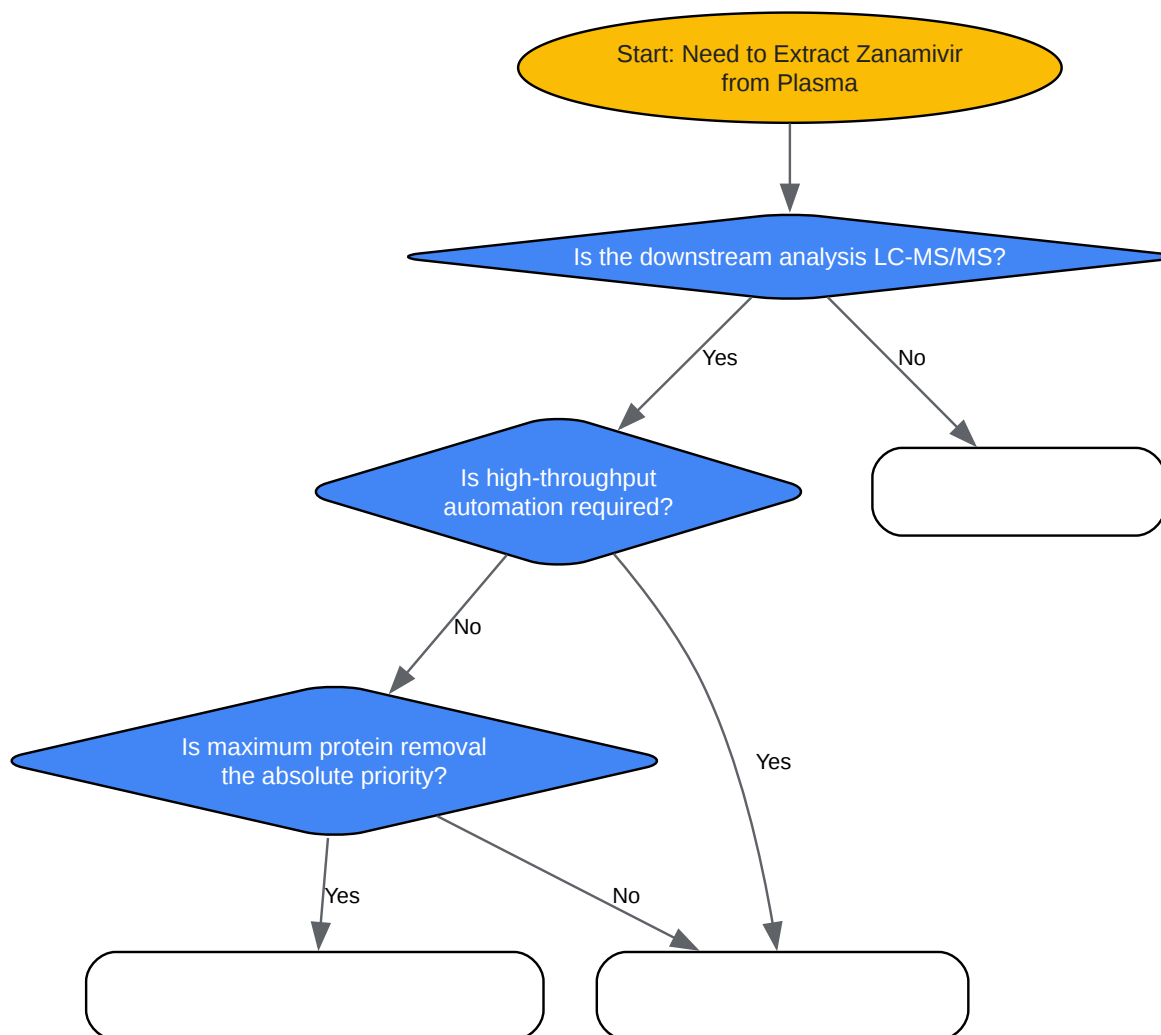 Start: Need to Extract Zanamivir
from Plasma
Is the downstream analysis LC-MS/MS?
Yes
No
Is high-throughput
automation required?
No
Is maximum protein removal
the absolute priority?
Yes
Yes
No